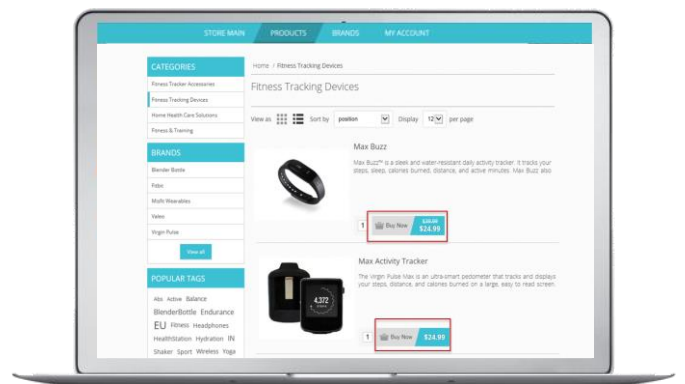 STORE MAIN PRODUCTS BRANDS MY ACCOUNT
CATEGORIES
Fitness Tracker Accessories
Fitness Tracking Devices
Home Health Care Solutions
Fitness & Training
BRANDS
Blender Bottle
Fitbit
Misfit Wearables
Valeo
Virgin Pulse
View all
POPULAR TAGS
Abs Active Balance
BlenderBottle Endurance
EU Fitness Headphones
HealthStation Hydration IN
Shaker Sport Wireless Yoga
Home / Fitness Tracking Devices
Fitness Tracking Devices
View as Sort by position Display 12 per page
Max Buzz
Max Buzz™ is a sleek and water-resistant daily activity tracker. It tracks your
steps, sleep, calories burned, distance, and active minutes. Max Buzz also
1 Buy Now
$24.99
Max Activity Tracker
The Virgin Pulse Max is an ultra-smart pedometer that tracks and displays
your steps, distance, and calories burned on a large, easy to read screen.
4,372
1 Buy Now $24.99